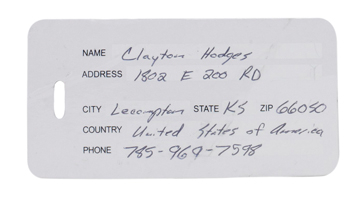 NAME Clayton Hodges
ADDRESS 1802 E 200 RD
CITY Lecompton STATE KS ZIP 66050
COUNTRY United States of America
PHONE 785-969-7598